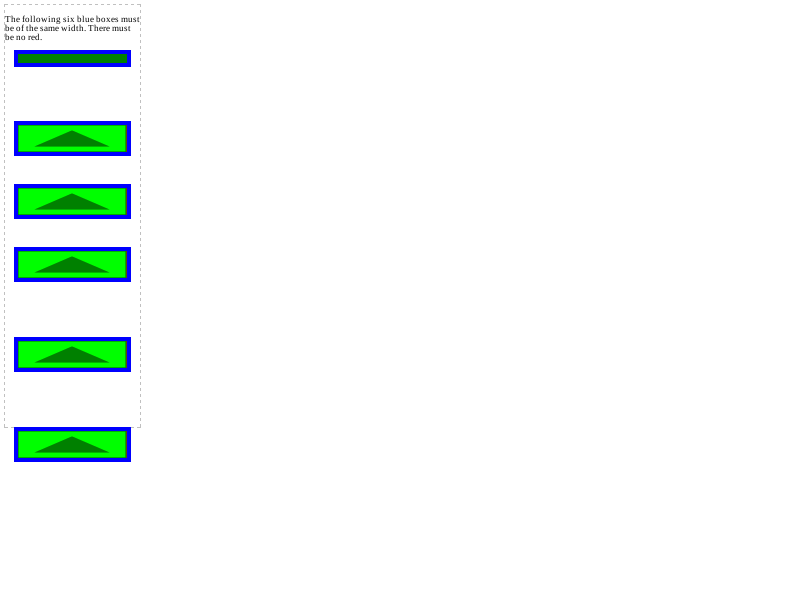 The following six blue boxes must
be of the same width. There must
be no red.